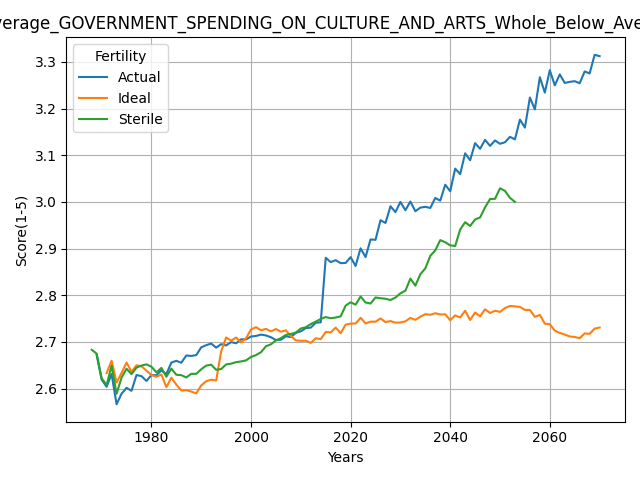 verage_GOVERNMENT_SPENDING_ON_CULTURE_AND_ARTS_Whole_Below_Ave
Fertility
Actual
Ideal
Sterile
3.3
3.2
3.1
3.0
2.9
2.8
2.7
2.6
Score(1-5)
1980 2000 2020 2040 2060
Years